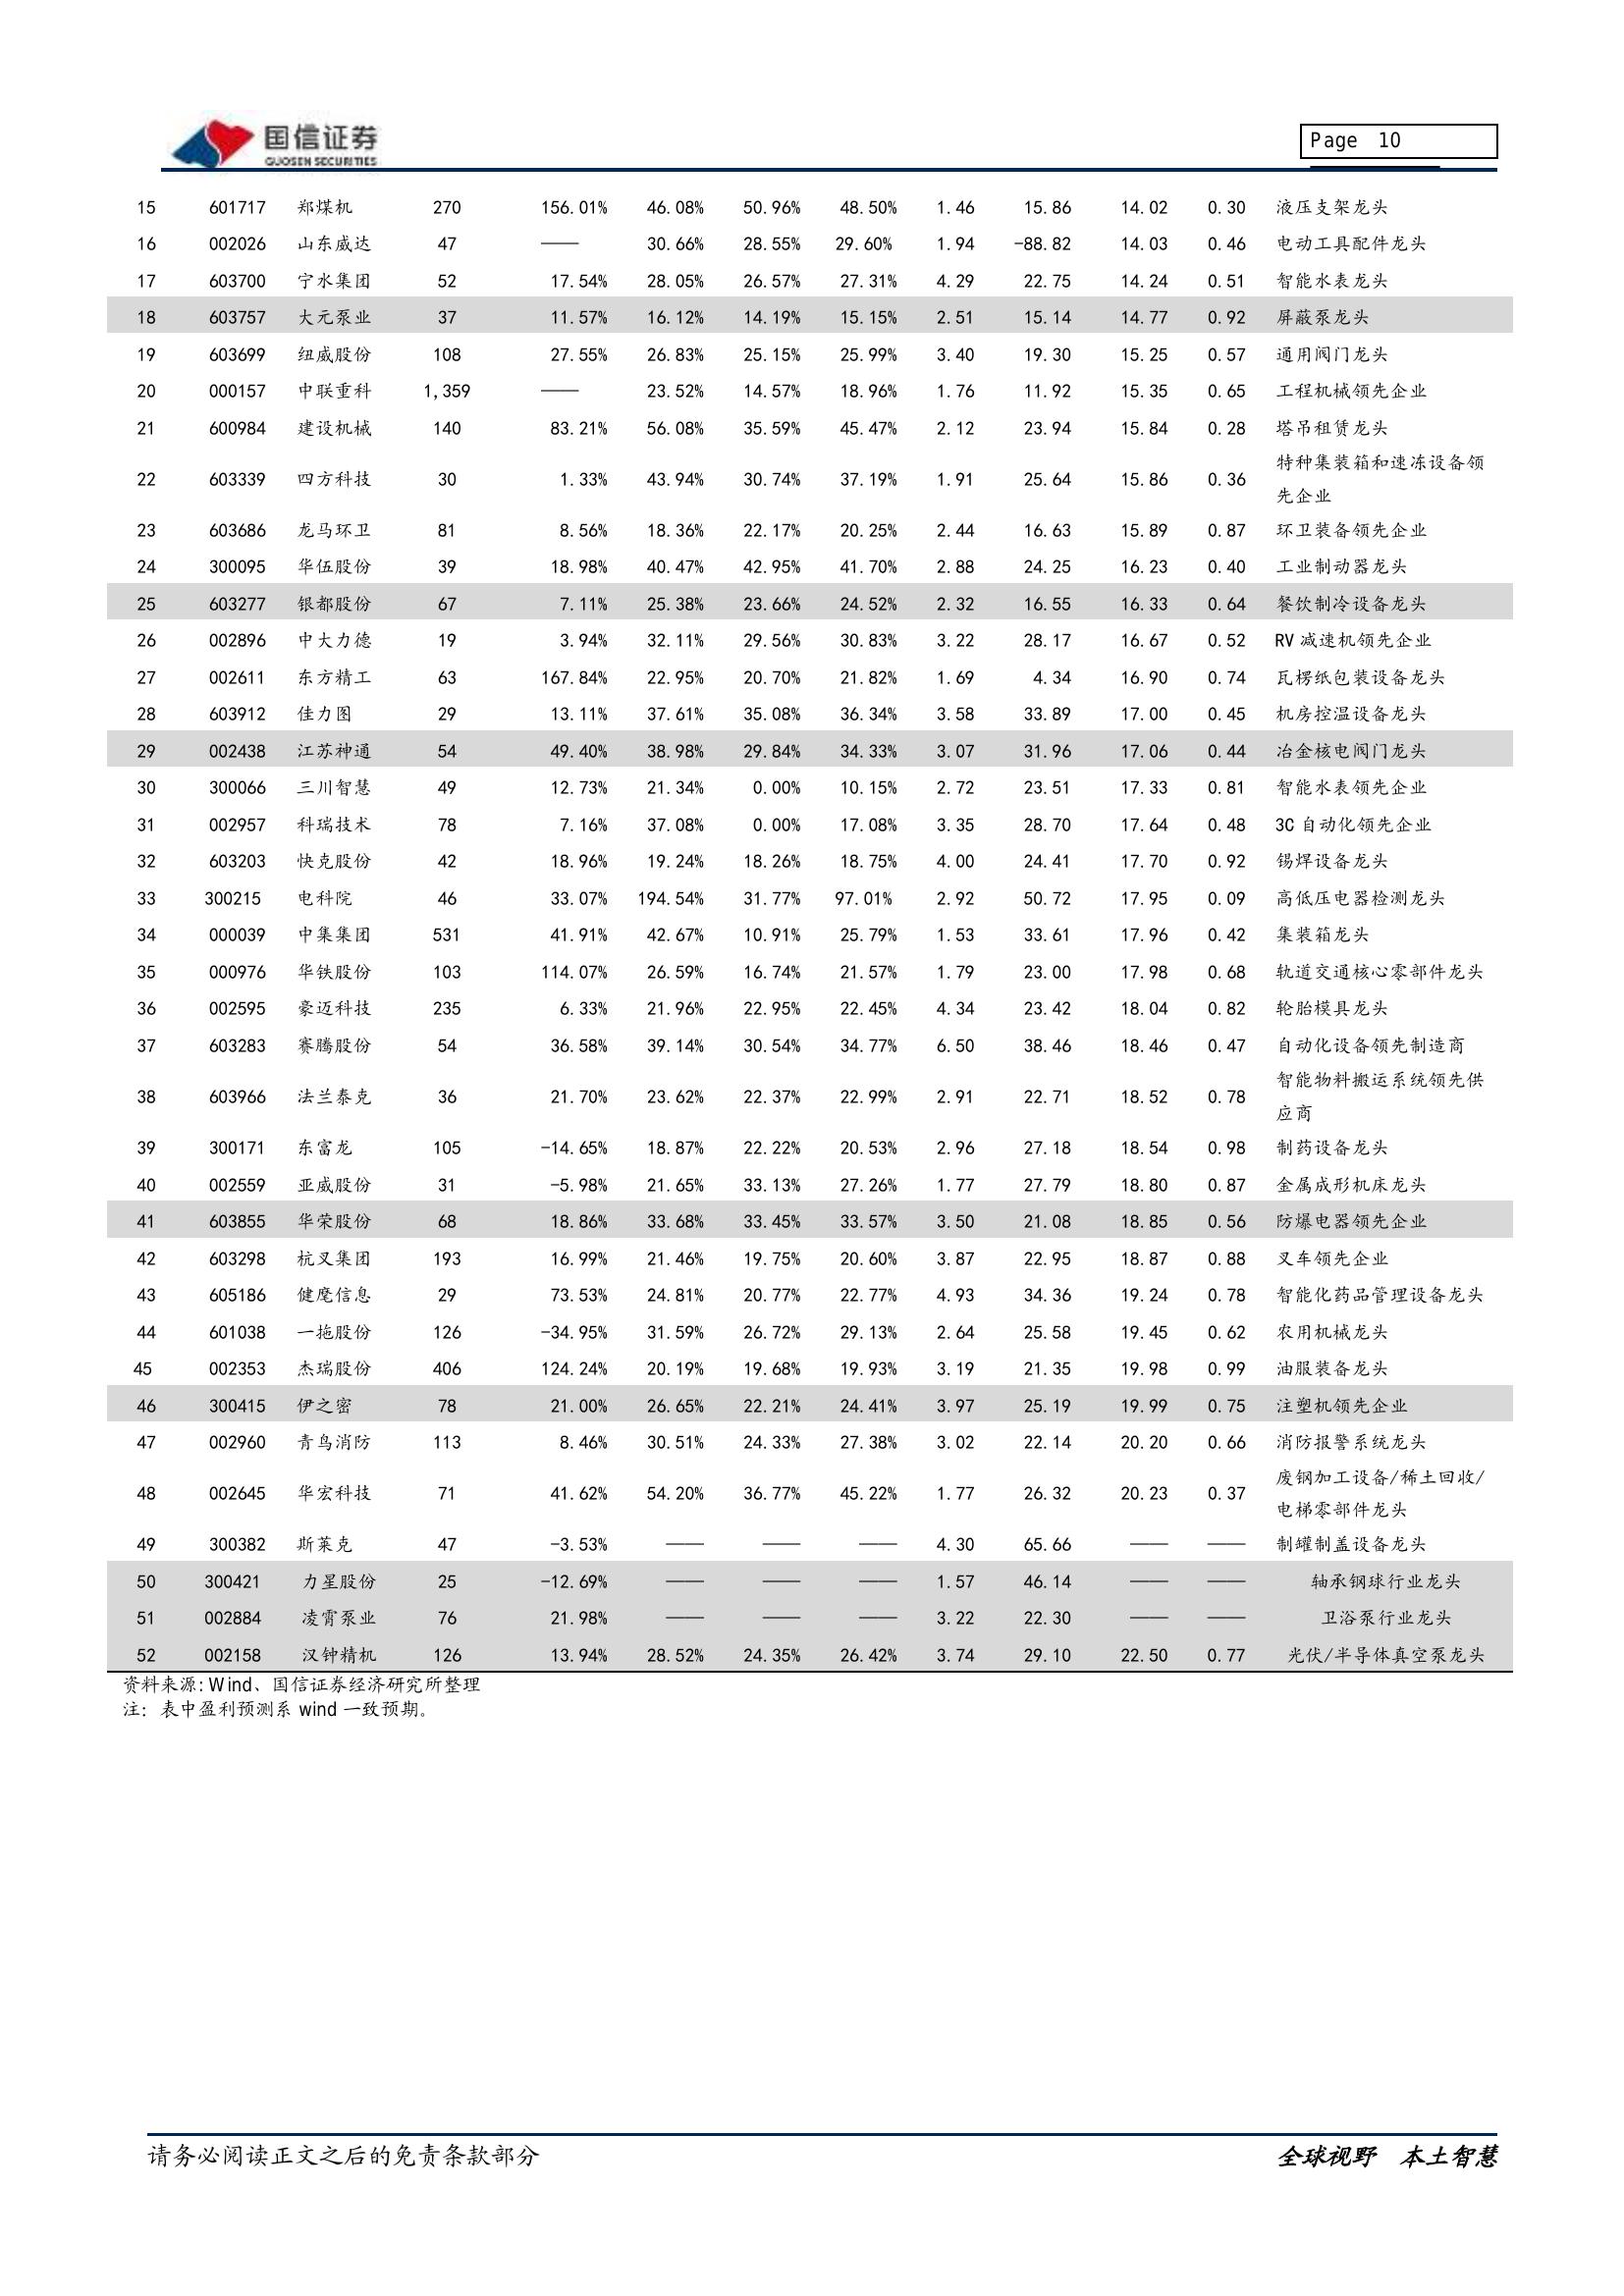 国信证券
GUOSEN SECURITIES
Page 10
15 601717 郑煤机 270 156.01% 46.08% 50.96% 48.50% 1.46 15.86 14.02 0.30 液压支架龙头
16 002026 山东威达 47 —— 30.66% 28.55% 29.60% 1.94 -88.82 14.03 0.46 电动工具配件龙头
17 603700 宁水集团 52 17.54% 28.05% 26.57% 27.31% 4.29 22.75 14.24 0.51 智能水表龙头
18 603757 大元泵业 37 11.57% 16.12% 14.19% 15.15% 2.51 15.14 14.77 0.92 屏蔽泵龙头
19 603699 纽威股份 108 27.55% 26.83% 25.15% 25.99% 3.40 19.30 15.25 0.57 通用阀门龙头
20 000157 中联重科 1,359 —— 23.52% 14.57% 18.96% 1.76 11.92 15.35 0.65 工程机械领先企业
21 600984 建设机械 140 83.21% 56.08% 35.59% 45.47% 2.12 23.94 15.84 0.28 塔吊租赁龙头
22 603339 四方科技 30 1.33% 43.94% 30.74% 37.19% 1.91 25.64 15.86 0.36 特种集装箱和速冻设备领
先企业
23 603686 龙马环卫 81 8.56% 18.36% 22.17% 20.25% 2.44 16.63 15.89 0.87 环卫装备领先企业
24 300095 华伍股份 39 18.98% 40.47% 42.95% 41.70% 2.88 24.25 16.23 0.40 工业制动器龙头
25 603277 银都股份 67 7.11% 25.38% 23.66% 24.52% 2.32 16.55 16.33 0.64 餐饮制冷设备龙头
26 002896 中大力德 19 3.94% 32.11% 29.56% 30.83% 3.22 28.17 16.67 0.52 RV 减速机领先企业
27 002611 东方精工 63 167.84% 22.95% 20.70% 21.82% 1.69 4.34 16.90 0.74 瓦楞纸包装设备龙头
28 603912 佳力图 29 13.11% 37.61% 35.08% 36.34% 3.58 33.89 17.00 0.45 机房控温设备龙头
29 002438 江苏神通 54 49.40% 38.98% 29.84% 34.33% 3.07 31.96 17.06 0.44 冶金核电阀门龙头
30 300066 三川智慧 49 12.73% 21.34% 0.00% 10.15% 2.72 23.51 17.33 0.81 智能水表领先企业
31 002957 科瑞技术 78 7.16% 37.08% 0.00% 17.08% 3.35 28.70 17.64 0.48 3C 自动化领先企业
32 603203 快克股份 42 18.96% 19.24% 18.26% 18.75% 4.00 24.41 17.70 0.92 锡焊设备龙头
33 300215 电科院 46 33.07% 194.54% 31.77% 97.01% 2.92 50.72 17.95 0.09 高低压电器检测龙头
34 000039 中集集团 531 41.91% 42.67% 10.91% 25.79% 1.53 33.61 17.96 0.42 集装箱龙头
35 000976 华铁股份 103 114.07% 26.59% 16.74% 21.57% 1.79 23.00 17.98 0.68 轨道交通核心零部件龙头
36 002595 豪迈科技 235 6.33% 21.96% 22.95% 22.45% 4.34 23.42 18.04 0.82 轮胎模具龙头
37 603283 赛腾股份 54 36.58% 39.14% 30.54% 34.77% 6.50 38.46 18.46 0.47 自动化设备领先制造商
38 603966 法兰泰克 36 21.70% 23.62% 22.37% 22.99% 2.91 22.71 18.52 0.78 智能物料搬运系统领先供
应商
39 300171 东富龙 105 -14.65% 18.87% 22.22% 20.53% 2.96 27.18 18.54 0.98 制药设备龙头
40 002559 亚威股份 31 -5.98% 21.65% 33.13% 27.26% 1.77 27.79 18.80 0.87 金属成形机床龙头
41 603855 华荣股份 68 18.86% 33.68% 33.45% 33.57% 3.50 21.08 18.85 0.56 防爆电器领先企业
42 603298 杭叉集团 193 16.99% 21.46% 19.75% 20.60% 3.87 22.95 18.87 0.88 叉车领先企业
43 605186 健麾信息 29 73.53% 24.81% 20.77% 22.77% 4.93 34.36 19.24 0.78 智能化药品管理设备龙头
44 601038 一拖股份 126 -34.95% 31.59% 26.72% 29.13% 2.64 25.58 19.45 0.62 农用机械龙头
45 002353 杰瑞股份 406 124.24% 20.19% 19.68% 19.93% 3.19 21.35 19.98 0.99 油服装备龙头
46 300415 伊之密 78 21.00% 26.65% 22.21% 24.41% 3.97 25.19 19.99 0.75 注塑机领先企业
47 002960 青鸟消防 113 8.46% 30.51% 24.33% 27.38% 3.02 22.14 20.20 0.66 消防报警系统龙头
48 002645 华宏科技 71 41.62% 54.20% 36.77% 45.22% 1.77 26.32 20.23 0.37 废钢加工设备/稀土回收/
电梯零部件龙头
49 300382 斯莱克 47 -3.53% —— —— —— 4.30 65.66 —— —— 制罐制盖设备龙头
50 300421 力星股份 25 -12.69% —— —— —— 1.57 46.14 —— —— 轴承钢球行业龙头
51 002884 凌霄泵业 76 21.98% —— —— —— 3.22 22.30 —— —— 卫浴泵行业龙头
52 002158 汉钟精机 126 13.94% 28.52% 24.35% 26.42% 3.74 29.10 22.50 0.77 光伏/半导体真空泵龙头
资料来源:Wind、国信证券经济研究所整理
注: 表中盈利预测系 wind 一致预期。
请务必阅读正文之后的免责条款部分
全球视野 本土智慧